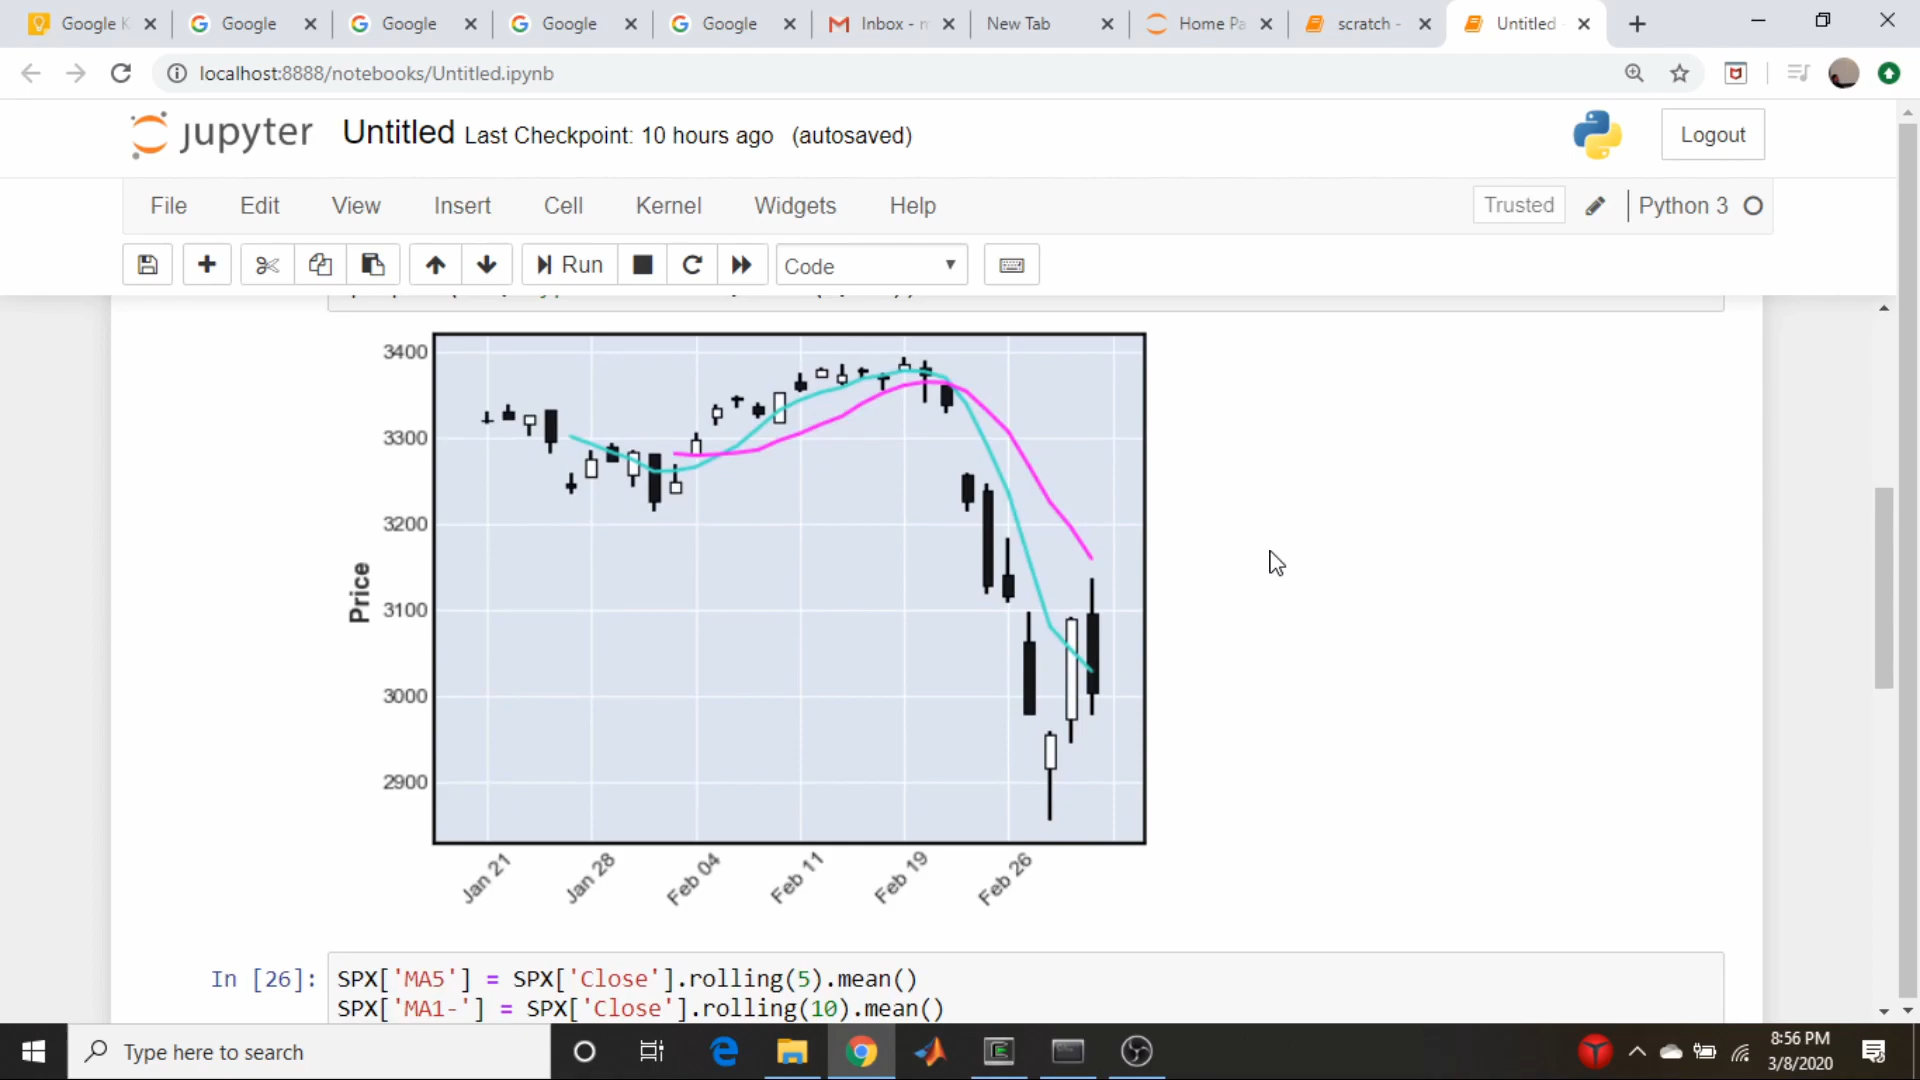 Google K Google Google Google Google Inbox - m New Tab Home Pa scratch - Untitled
localhost:8888/notebooks/Untitled.ipynb
jupyter Untitled Last Checkpoint: 10 hours ago (autosaved) Logout
File Edit View Insert Cell Kernel Widgets Help Trusted Python 3
Run Code
3400
3300
3200
3100
3000
2900
Price
Jan 21 Jan 28 Feb 04 Feb 11 Feb 19 Feb 26
In [26]: SPX['MA5'] = SPX['Close'].rolling(5).mean()
SPX['MA1-'] = SPX['Close'].rolling(10).mean()
Type here to search
8:56 PM
3/8/2020